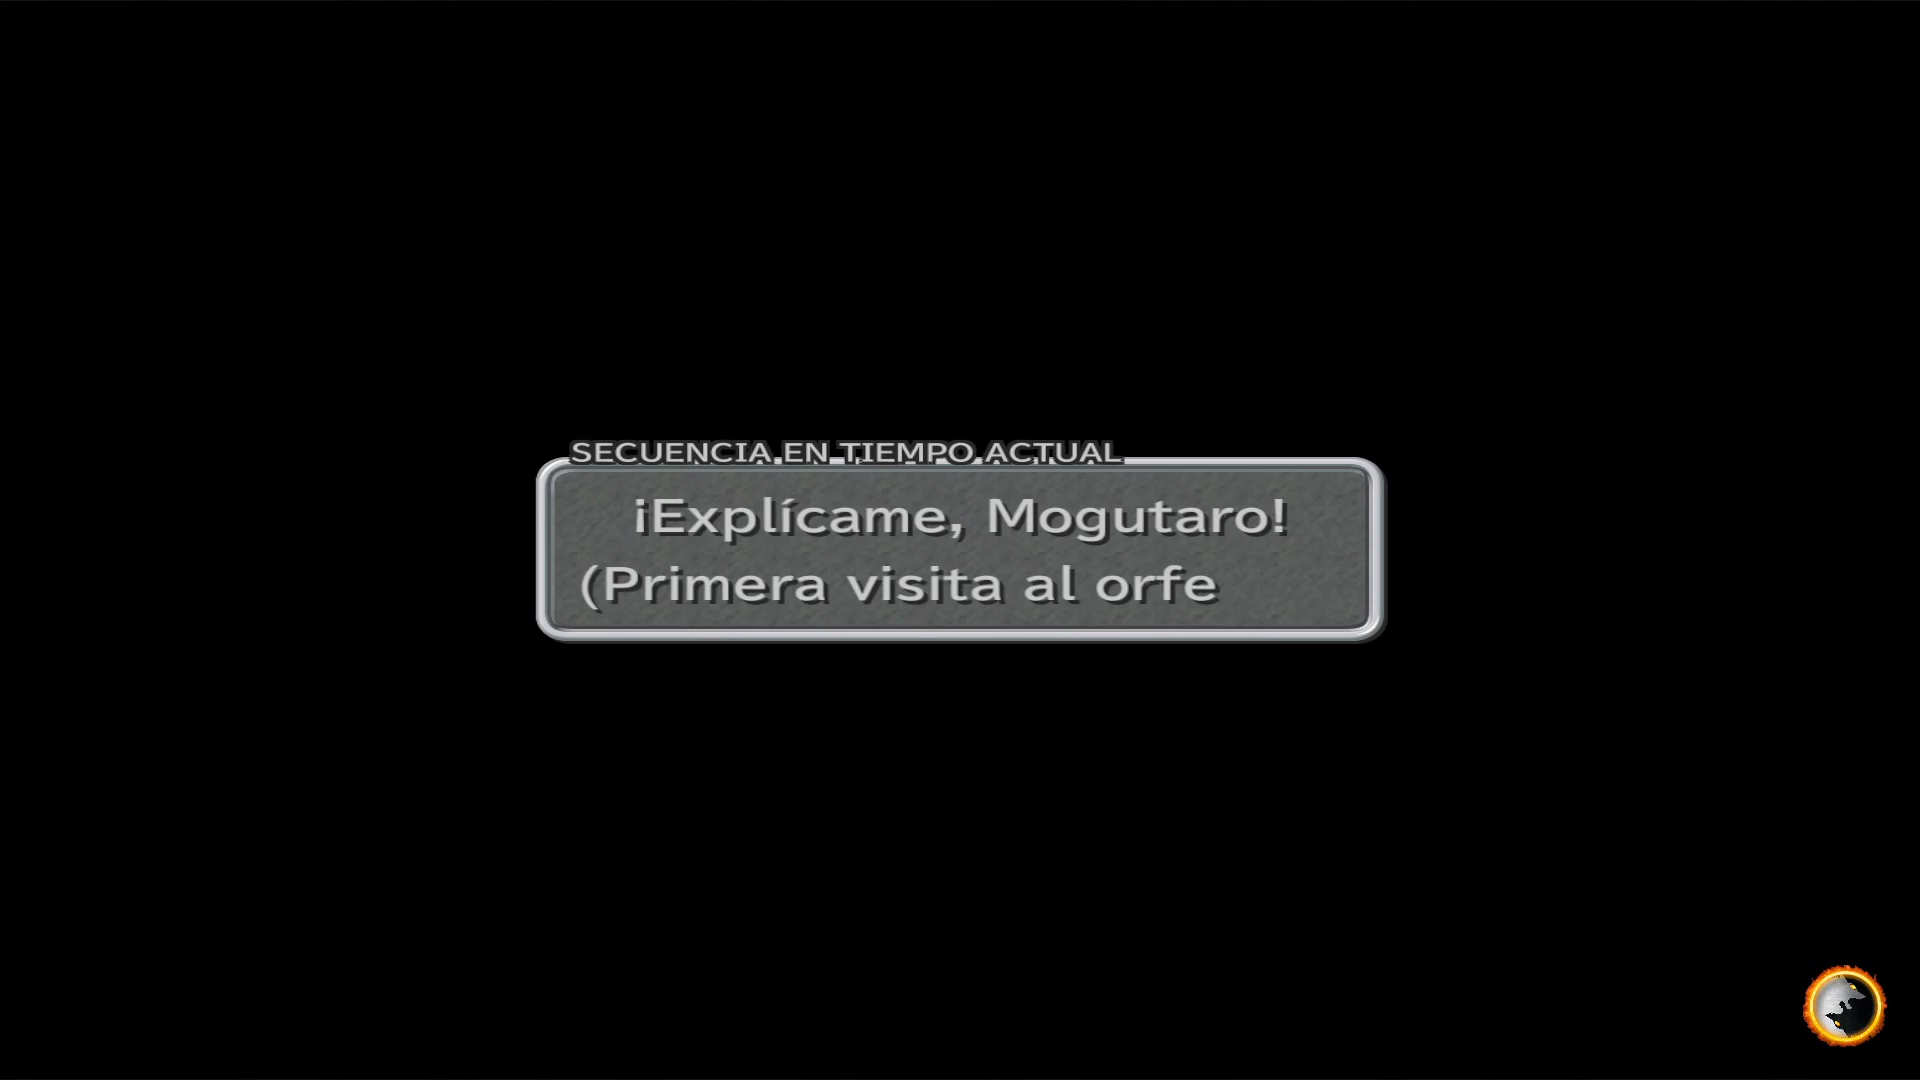 SECUENCIA EN TIEMPO ACTUAL
¡Explícame, Mogutaro!
(Primera visita al orfe